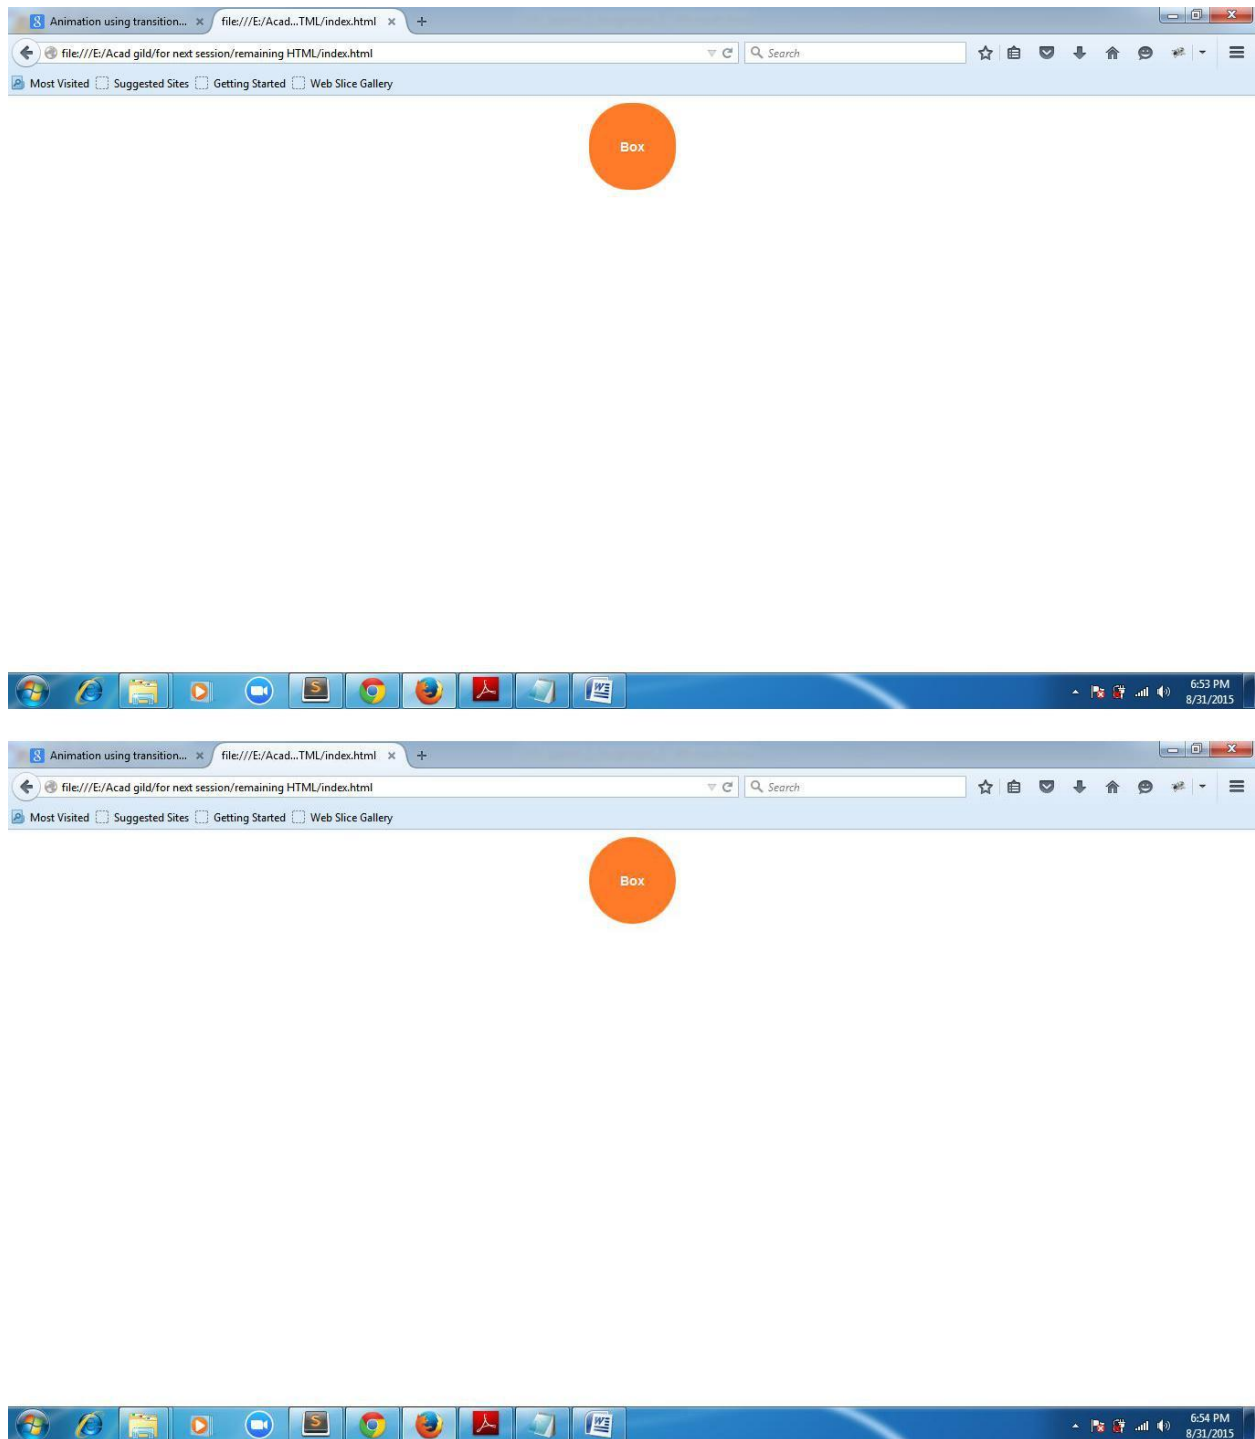 Animation using transition... × file:///E:/Acad...TML/index.html × +
file:///E:/Acad gild/for next session/remaining HTML/index.html Search
Most Visited Suggested Sites Getting Started Web Slice Gallery
Box
6:53 PM
8/31/2015
Animation using transition... × file:///E:/Acad...TML/index.html × +
file:///E:/Acad gild/for next session/remaining HTML/index.html Search
Most Visited Suggested Sites Getting Started Web Slice Gallery
Box
6:54 PM
8/31/2015